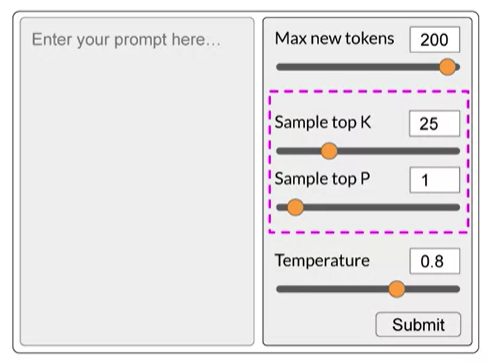 Enter your prompt here...
Max new tokens 200
Sample top K 25
Sample top P 1
Temperature 0.8
Submit